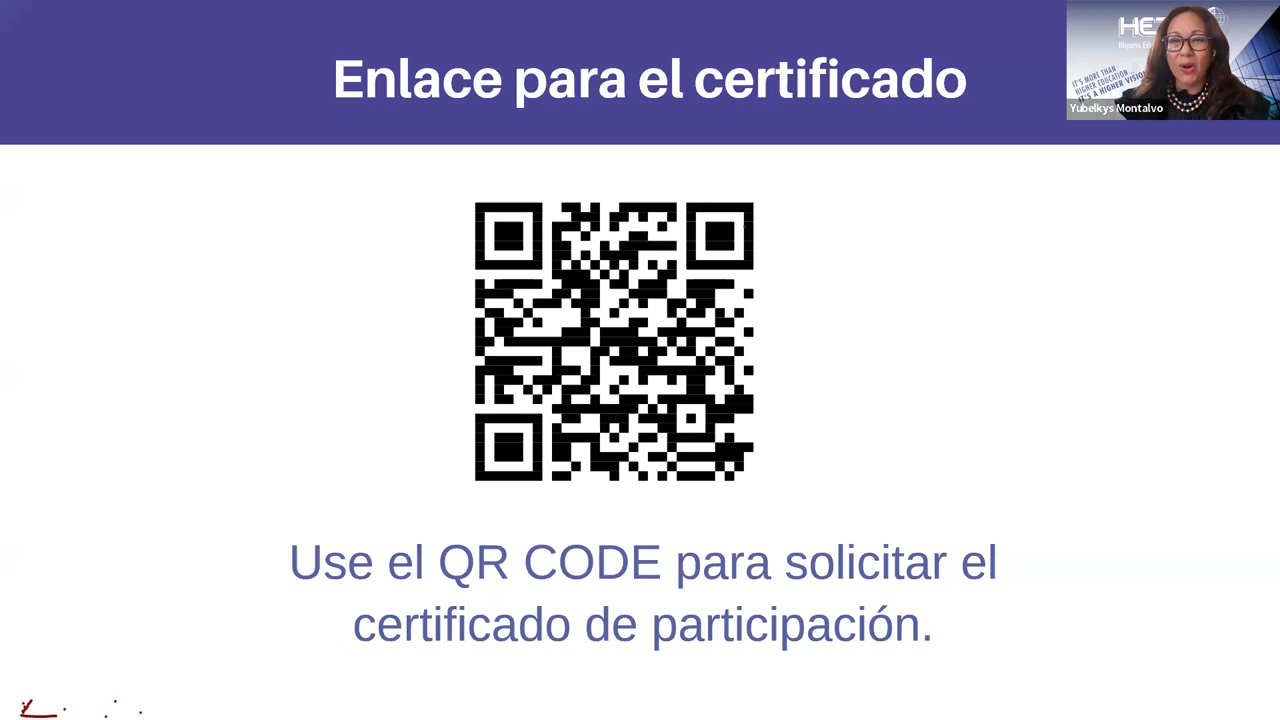 Enlace para el certificado
IT'S MORE THAN
HIGHER EDUCATION
IT'S A HIGHER VISION
Yubelkys Montalvo
Use el QR CODE para solicitar el
certificado de participación.